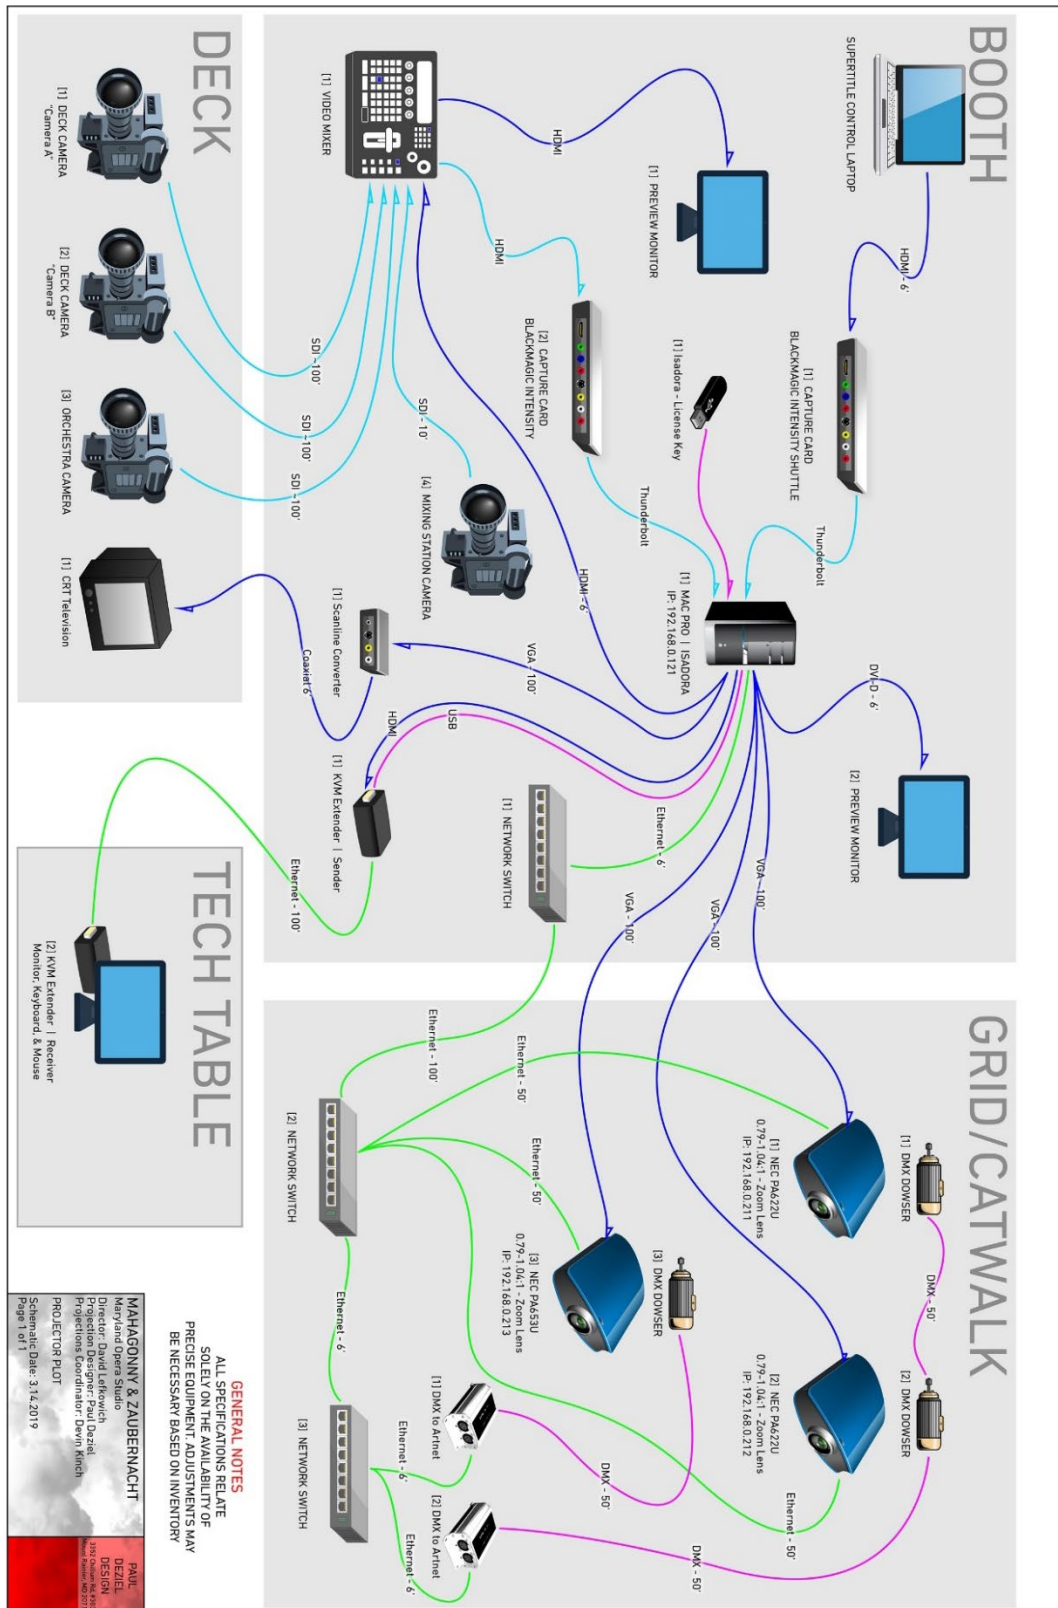 BOOTH
SUPERTITLE CONTROL LAPTOP
HDMI - 6'
[1] CAPTURE CARD
BLACKMAGIC INTENSITY SHUTTLE
Thunderbolt
[1] PREVIEW MONITOR
HDMI
[1] VIDEO MIXER
HDMI
[2] CAPTURE CARD
BLACKMAGIC INTENSITY
Thunderbolt
[1] Isadora - License Key
[1] MAC PRO | ISADORA
IP: 192.168.0.121
DVI-D - 6'
[2] PREVIEW MONITOR
SDI ~100'
SDI ~100'
SDI ~100'
SDI - 10'
[4] MIXING STATION CAMERA
HDMI - 6'
VGA - 100'
[1] Scanline Converter
Coaxial 6'
HDMI
USB
[1] KVM Extender | Sender
Ethernet - 6'
[1] NETWORK SWITCH
VGA - 100'
VGA - 100'
VGA - 100'
DECK
[1] DECK CAMERA
"Camera A"
[2] DECK CAMERA
"Camera B"
[3] ORCHESTRA CAMERA
[1] CRT Television
TECH TABLE
Ethernet - 100'
[2] KVM Extender | Receiver
Monitor, Keyboard, & Mouse
GRID/CATWALK
[1] DMX DOWSER
[1] NEC PA622U
0.79-1.04:1 - Zoom Lens
IP: 192.168.0.211
DMX - 50'
[2] DMX DOWSER
[2] NEC PA622U
0.79-1.04:1 - Zoom Lens
IP: 192.168.0.212
[3] DMX DOWSER
[3] NEC PA653U
0.79-1.04:1 - Zoom Lens
IP: 192.168.0.213
Ethernet - 100'
Ethernet - 50'
Ethernet - 50'
Ethernet - 50'
[2] NETWORK SWITCH
Ethernet - 6'
[3] NETWORK SWITCH
Ethernet - 6'
Ethernet - 6'
[1] DMX to Artnet
[2] DMX to Artnet
DMX - 50'
DMX - 50'
GENERAL NOTES
ALL SPECIFICATIONS RELATE
SOLELY ON THE AVAILABILITY OF
PRECISE EQUIPMENT. ADJUSTMENTS MAY
BE NECESSARY BASED ON INVENTORY
MAHAGONNY & ZAUBERNACHT
Maryland Opera Studio
Director: David Lefkowich
Projection Designer: Paul Deziel
Projections Coordinator: Devin Kinch
PROJECTOR PLOT
Schematic Date: 3.14.2019
Page 1 of 1
PAUL
DEZIEL
DESIGN